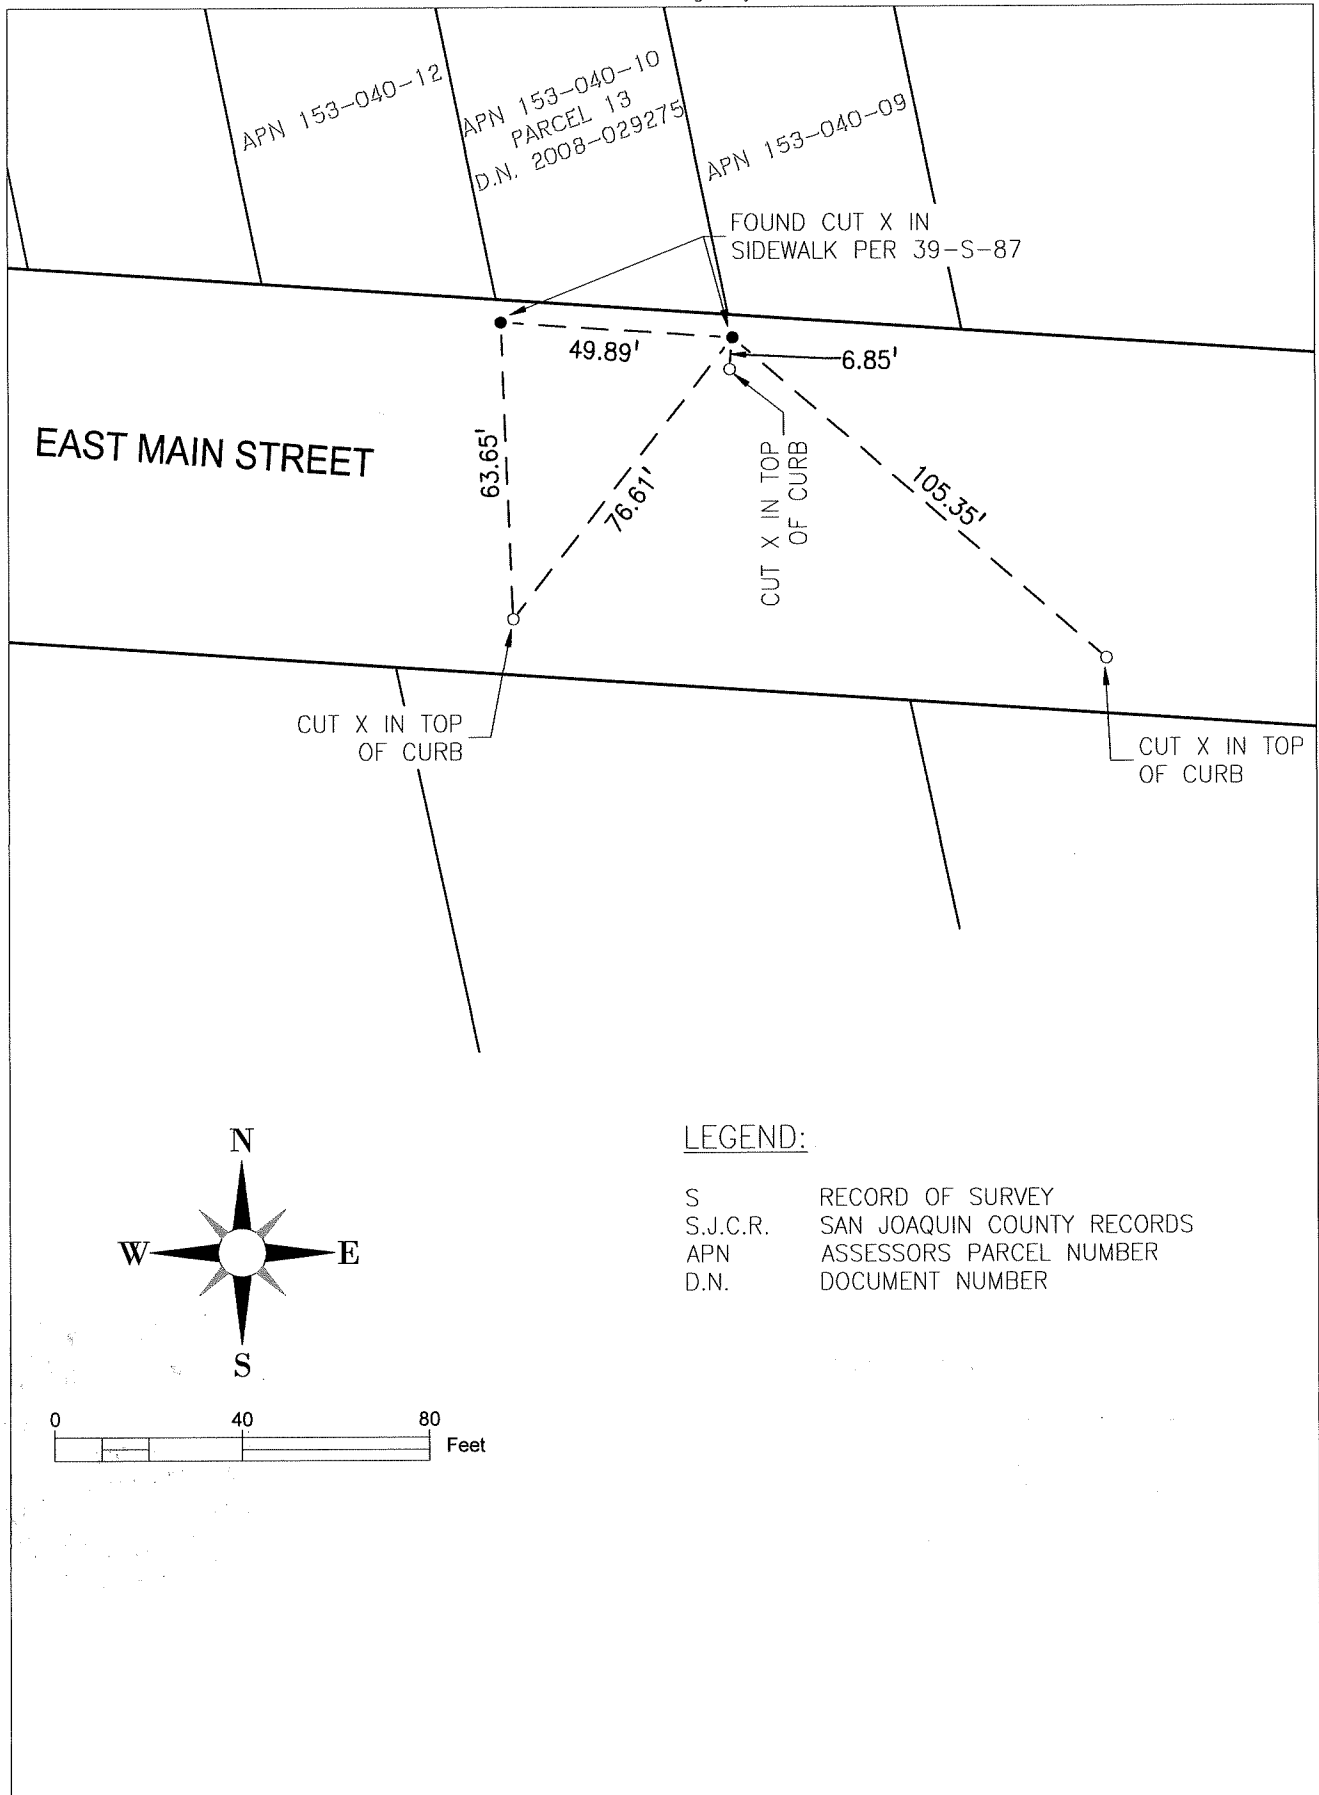 APN 153-040-12
APN 153-040-10
PARCEL 13
D.N. 2008-029275
APN 153-040-09
FOUND CUT X IN
SIDEWALK PER 39-S-87
49.89'
6.85'
EAST MAIN STREET
63.65'
76.61'
CUT X IN TOP
OF CURB
105.35'
CUT X IN TOP
OF CURB
CUT X IN TOP
OF CURB
N
W
E
S
LEGEND:
S RECORD OF SURVEY
S.J.C.R. SAN JOAQUIN COUNTY RECORDS
APN ASSESSORS PARCEL NUMBER
D.N. DOCUMENT NUMBER
0 40 80
Feet